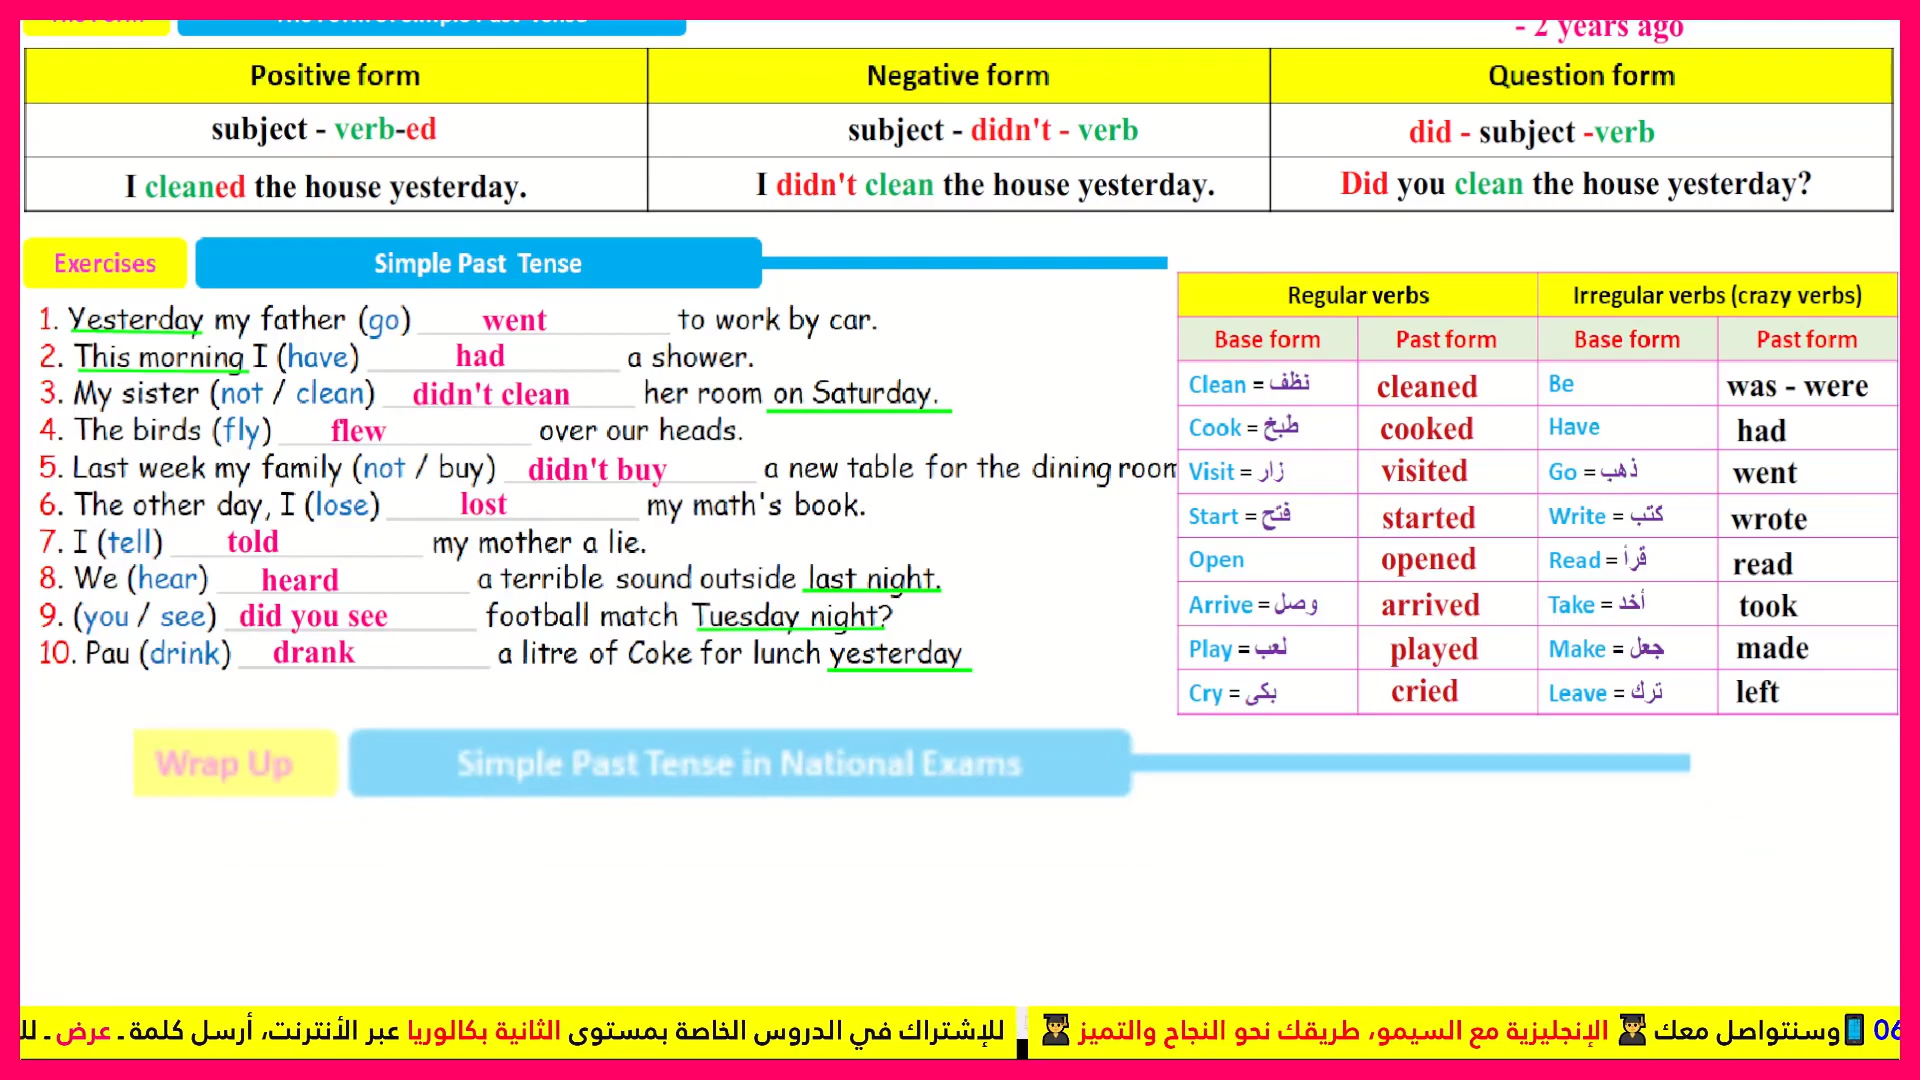 - 2 years ago
Positive form
Negative form
Question form
subject - verb-ed
subject - didn't - verb
did - subject -verb
I cleaned the house yesterday.
I didn't clean the house yesterday.
Did you clean the house yesterday?
Exercises
Simple Past Tense
1. Yesterday my father (go) went to work by car.
2. This morning I (have) had a shower.
3. My sister (not / clean) didn't clean her room on Saturday.
4. The birds (fly) flew over our heads.
5. Last week my family (not / buy) didn't buy a new table for the dining room
6. The other day, I (lose) lost my math's book.
7. I (tell) told my mother a lie.
8. We (hear) heard a terrible sound outside last night.
9. (you / see) did you see football match Tuesday night?
10. Pau (drink) drank a litre of Coke for lunch yesterday
Regular verbs
Irregular verbs (crazy verbs)
Base form
Past form
Base form
Past form
Clean = نظف
cleaned
Be
was - were
Cook = طبخ
cooked
Have
had
Visit = زار
visited
Go = ذهب
went
Start = فتح
started
Write = كتب
wrote
Open
opened
Read = قرأ
read
Arrive = وصل
arrived
Take = أخد
took
Play = لعب
played
Make = جعل
made
Cry = بكى
cried
Leave = ترك
left
Wrap Up
Simple Past Tense in National Exams
06 وسنتواصل معك الإنجليزية مع السيمو، طريقك نحو النجاح والتميز
للإشتراك في الدروس الخاصة بمستوى الثانية بكالوريا عبر الأنترنت، أرسل كلمة ـ عرض ـ